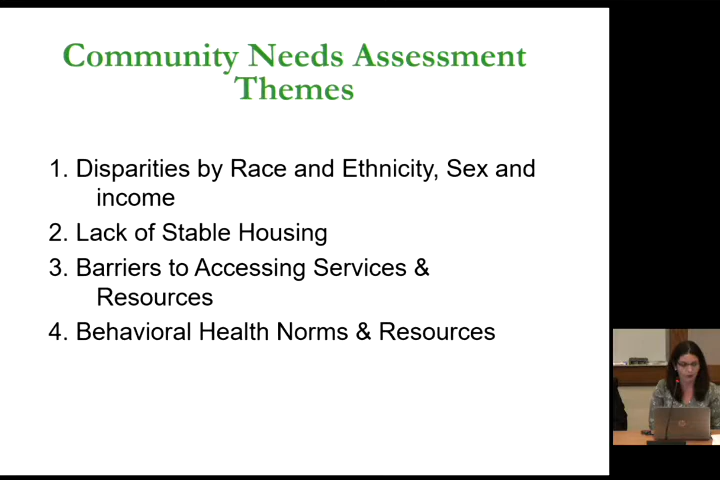 Community Needs Assessment
Themes
1. Disparities by Race and Ethnicity, Sex and
income
2. Lack of Stable Housing
3. Barriers to Accessing Services &
Resources
4. Behavioral Health Norms & Resources